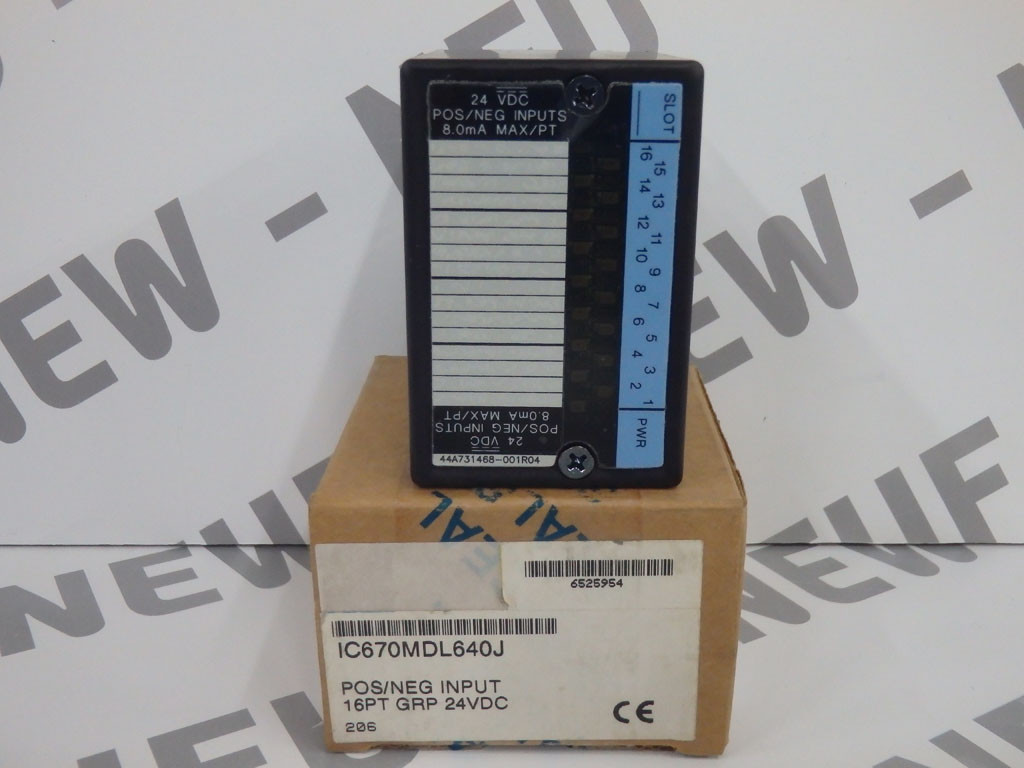 NEW - NEUF
NEW -
NEW -
NEUF
24 VDC
POS/NEG INPUTS
8.0mA MAX/PT
SLOT
16 15
14 13
12 11
10 9
8 7
6 5
4 3
2 1
PWR
8.0mA MAX/PT
POS/NEG INPUTS
24 VDC
44A731468-001R04
6525954
IC670MDL640J
POS/NEG INPUT
16PT GRP 24VDC
206
CE